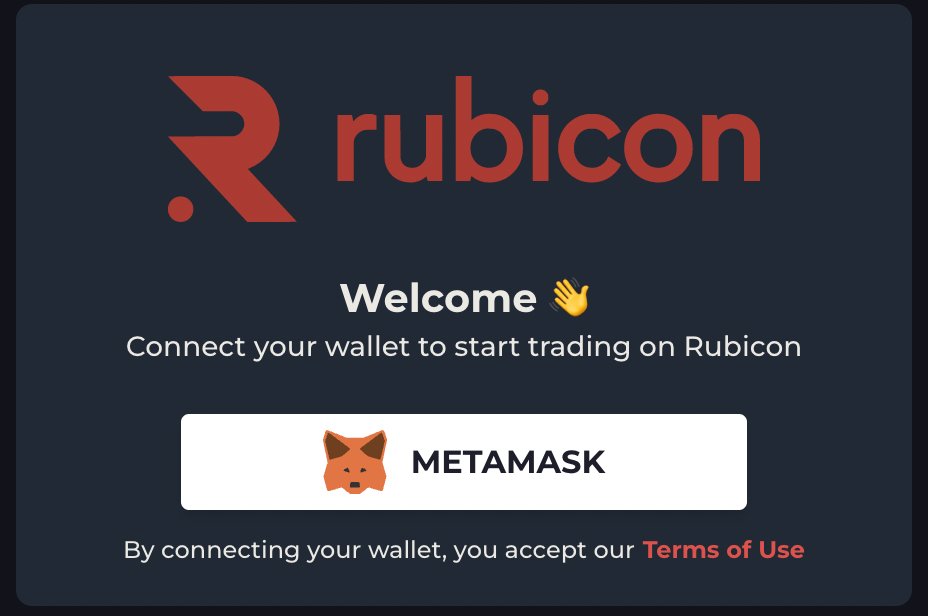 rubicon
Welcome 👋
Connect your wallet to start trading on Rubicon
METAMASK
By connecting your wallet, you accept our Terms of Use